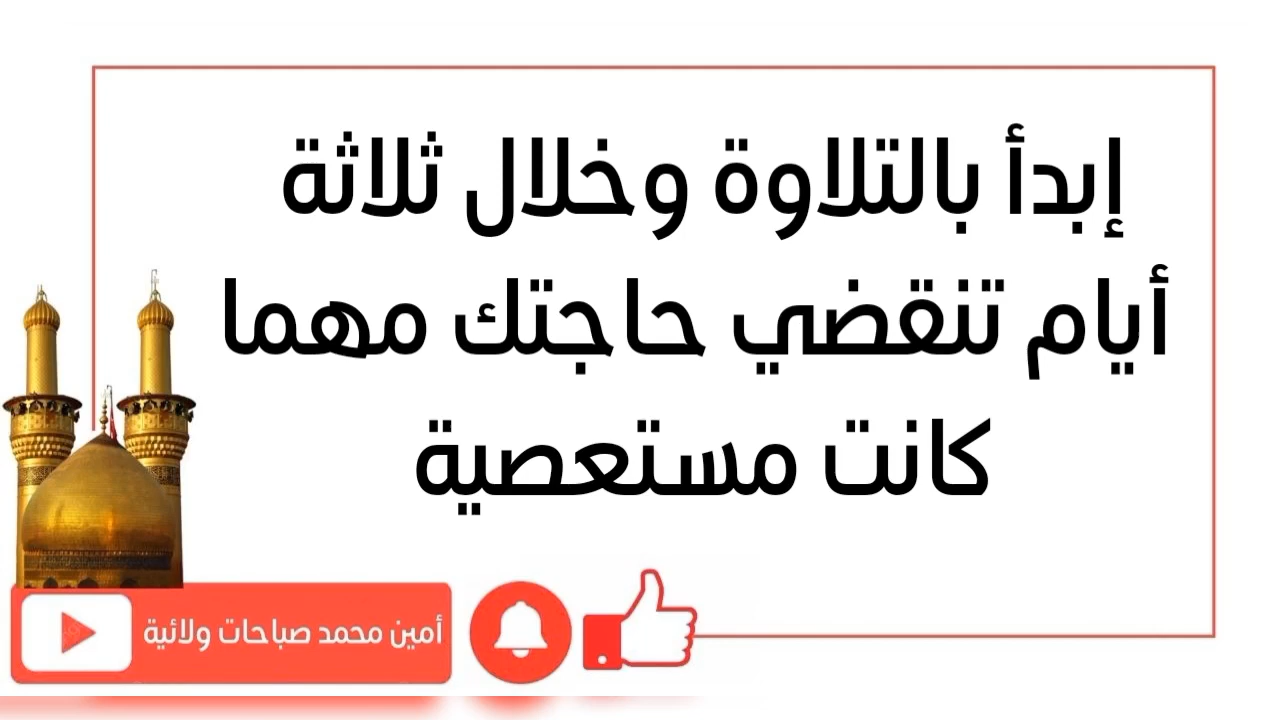 إبدأ بالتلاوة وخلال ثلاثة
أيام تنقضي حاجتك مهما
كانت مستعصية
أمين محمد صباحات ولائية